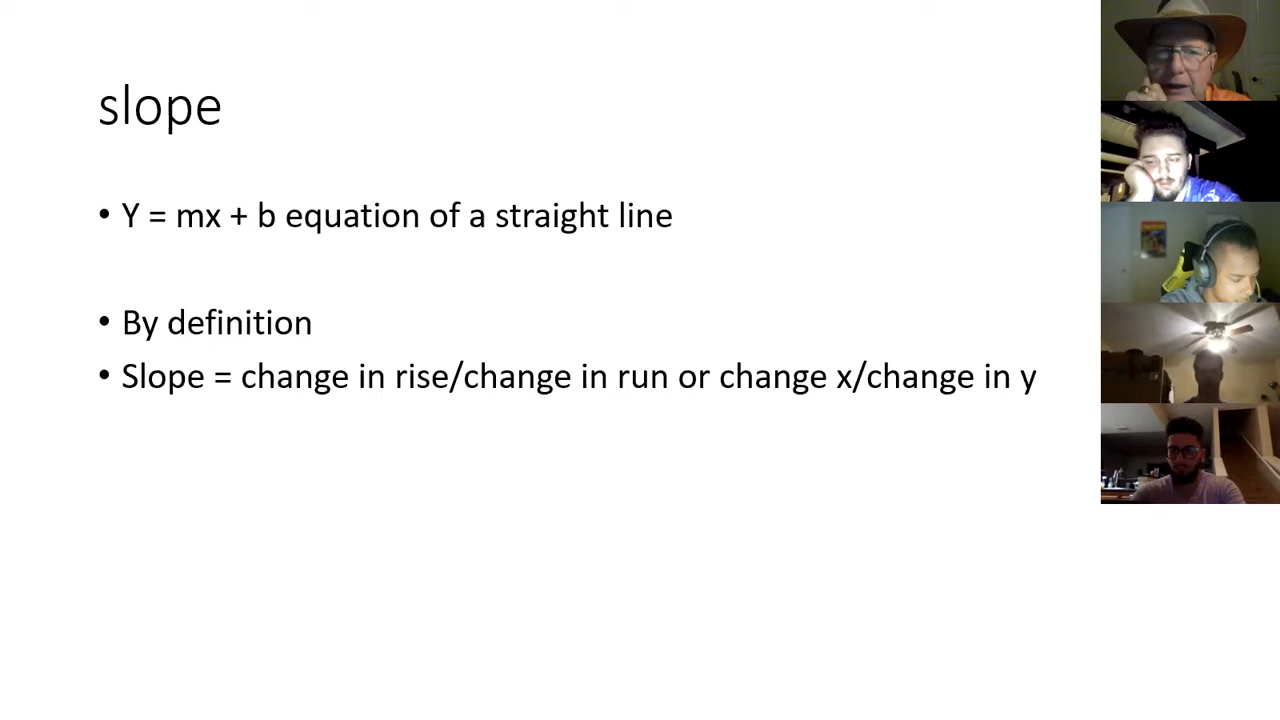 slope
• Y = mx + b equation of a straight line
• By definition
• Slope = change in rise/change in run or change x/change in y